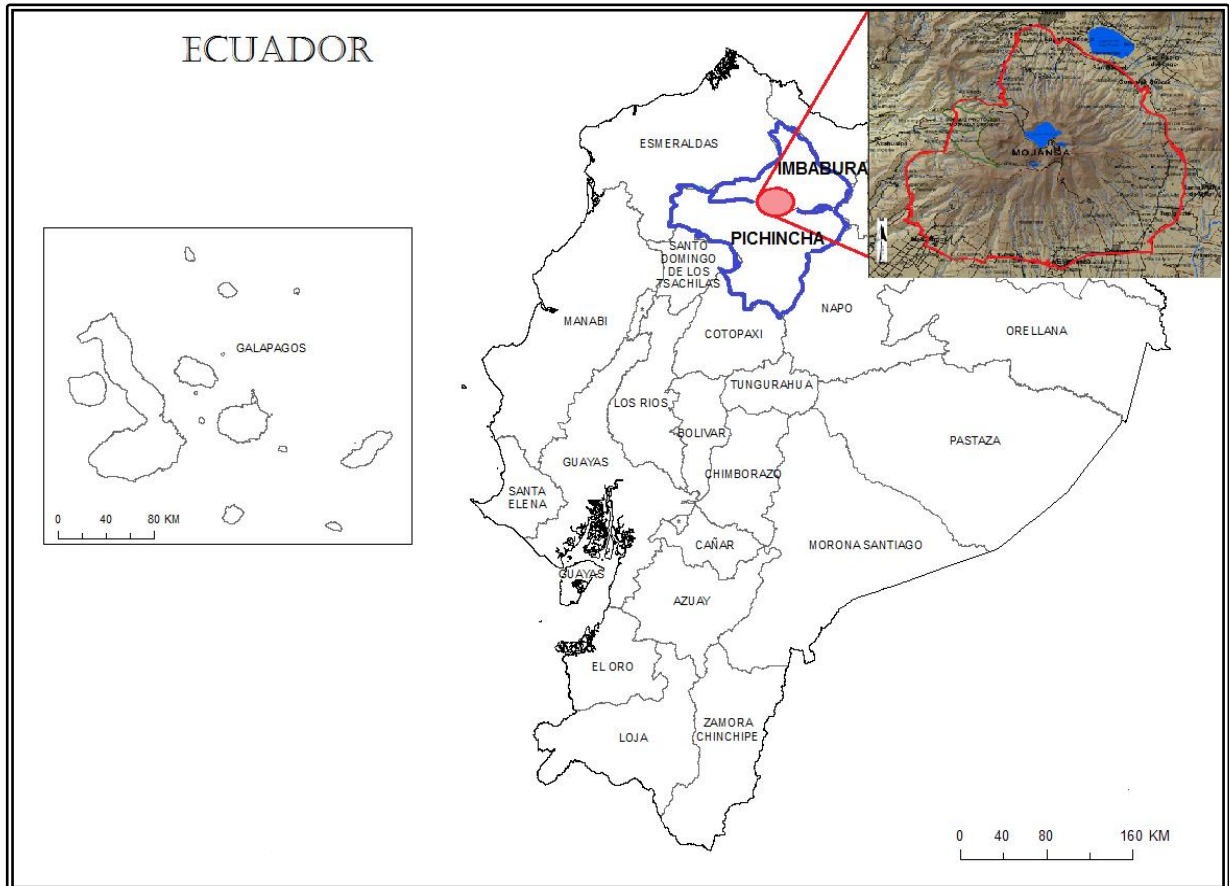 ECUADOR
ESMERALDAS
IMBABURA
PICHINCHA
MOJANDA
SANTO
DOMINGO
DE LOS
TSACHILAS
NAPO
MANABI
COTOPAXI
ORELLANA
GALAPAGOS
TUNGURAHUA
LOS RIOS
BOLIVAR
PASTAZA
CHIMBORAZO
GUAYAS
SANTA
ELENA
0 40 80 KM
CAÑAR
MORONA SANTIAGO
GUAYAS
AZUAY
EL ORO
ZAMORA
CHINCHIPE
LOJA
0 40 80 160 KM